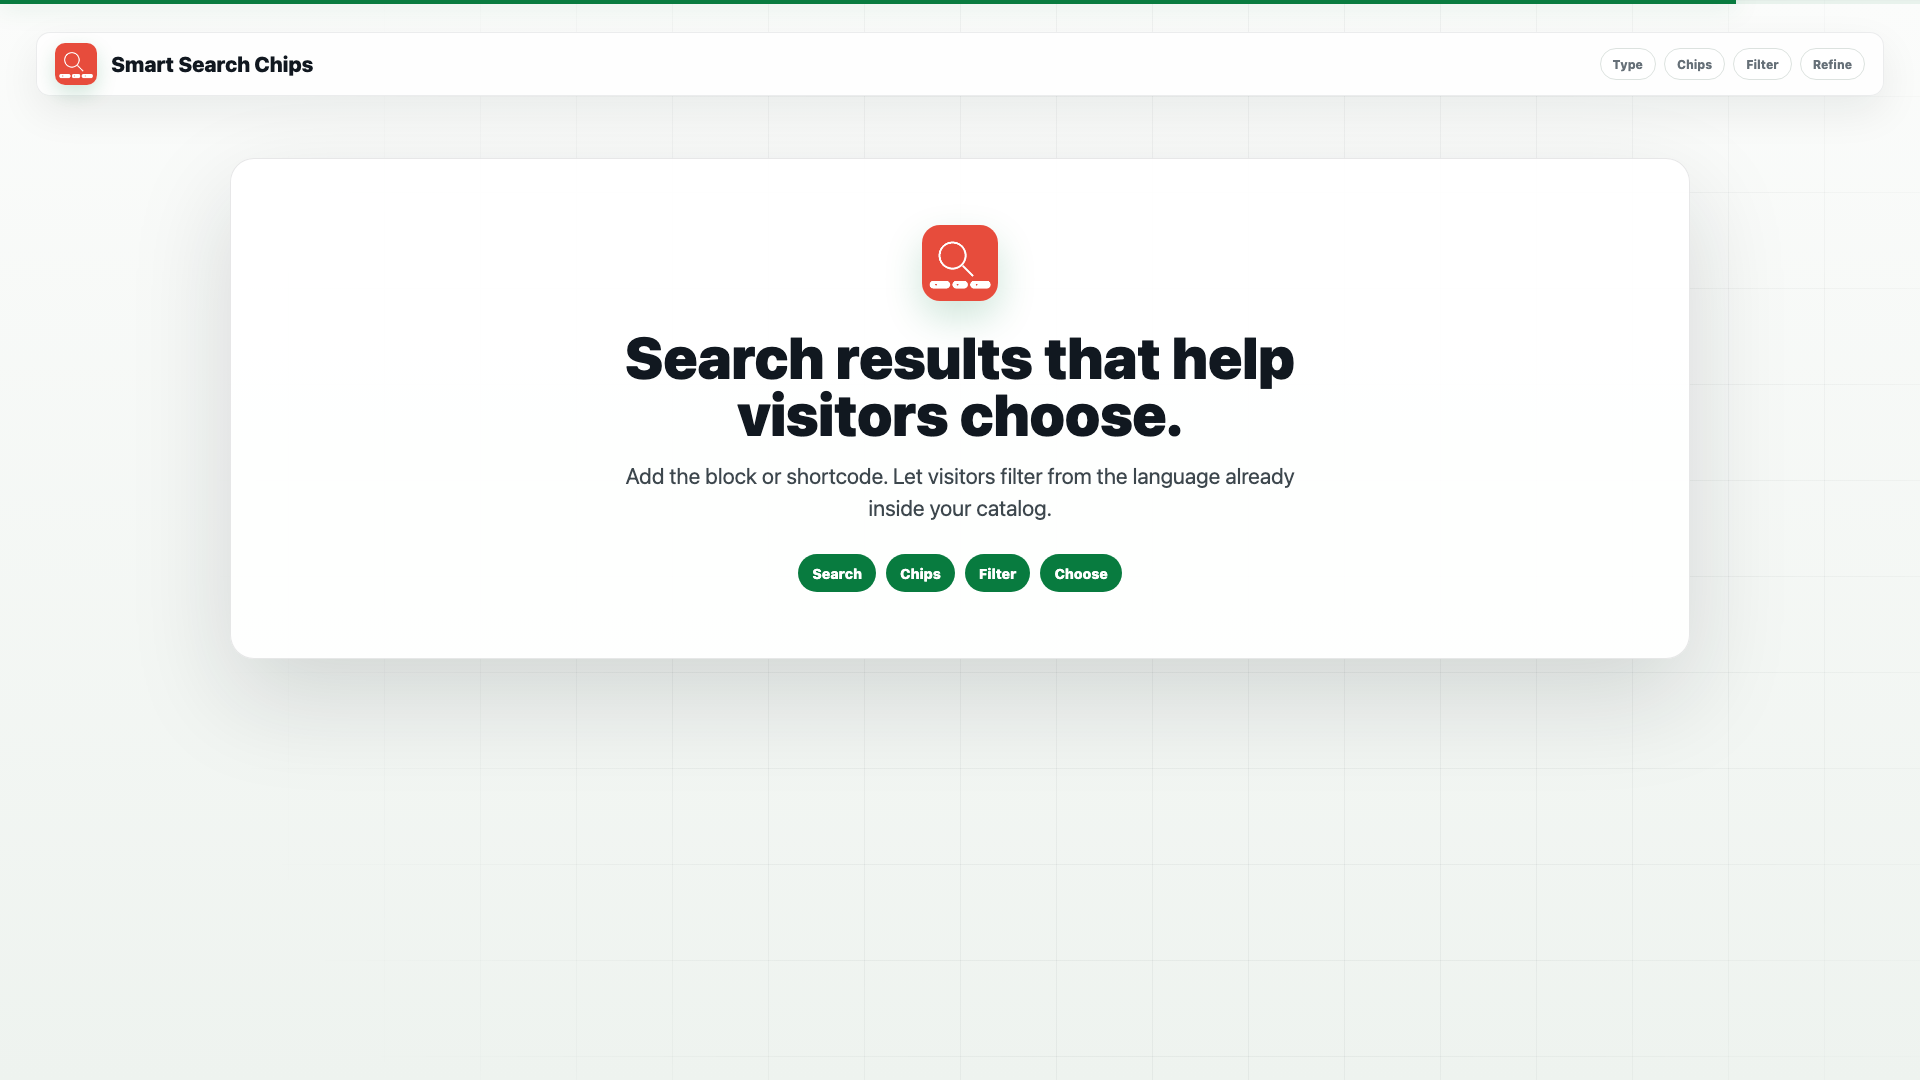 Smart Search Chips
Type
Chips
Filter
Refine
Search results that help
visitors choose.
Add the block or shortcode. Let visitors filter from the language already
inside your catalog.
Search
Chips
Filter
Choose